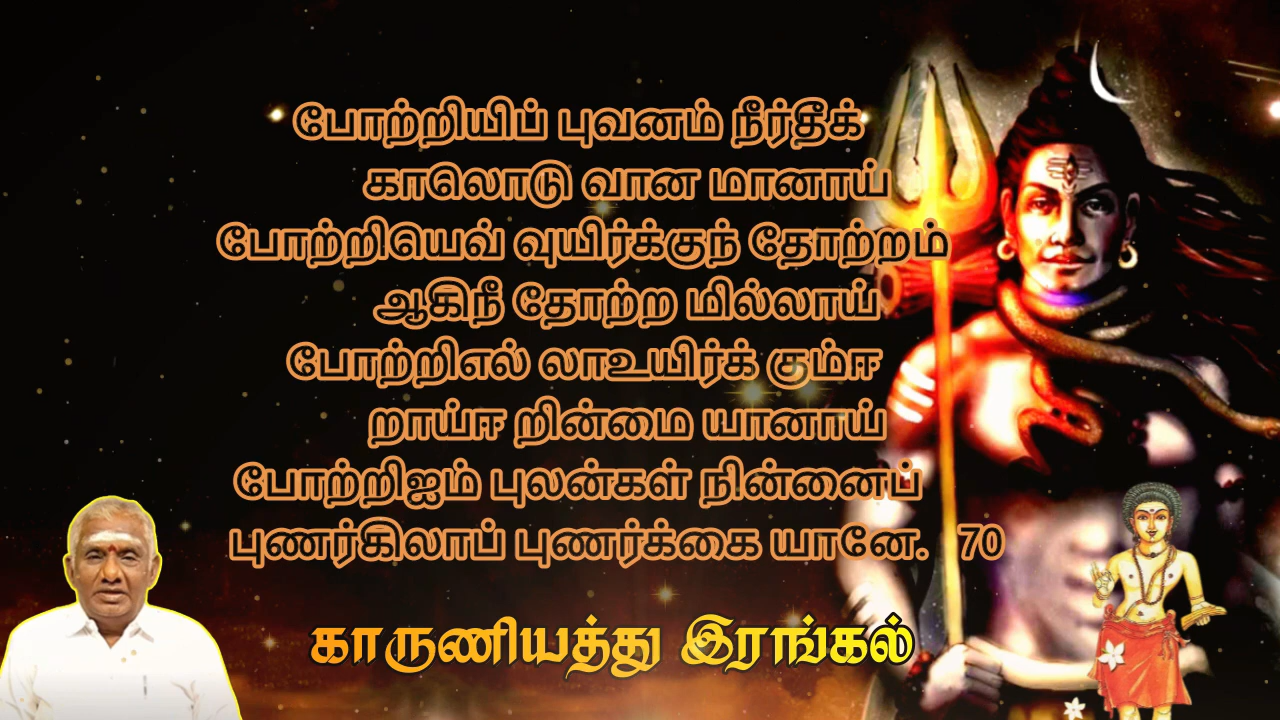 போற்றியிப் புவனம் நீர்தீக்
காலொடு வான மானாய்
போற்றியெவ் வுயிர்க்குந் தோற்றம்
ஆகிநீ தோற்ற மில்லாய்
போற்றிஎல் லாஉயிர்க் கும்ஈ
றாய்ஈ றின்மை யானாய்
போற்றிஐம் புலன்கள் நின்னைப்
புணர்கிலாப் புணர்க்கை யானே. 70
காருணியத்து இரங்கல்